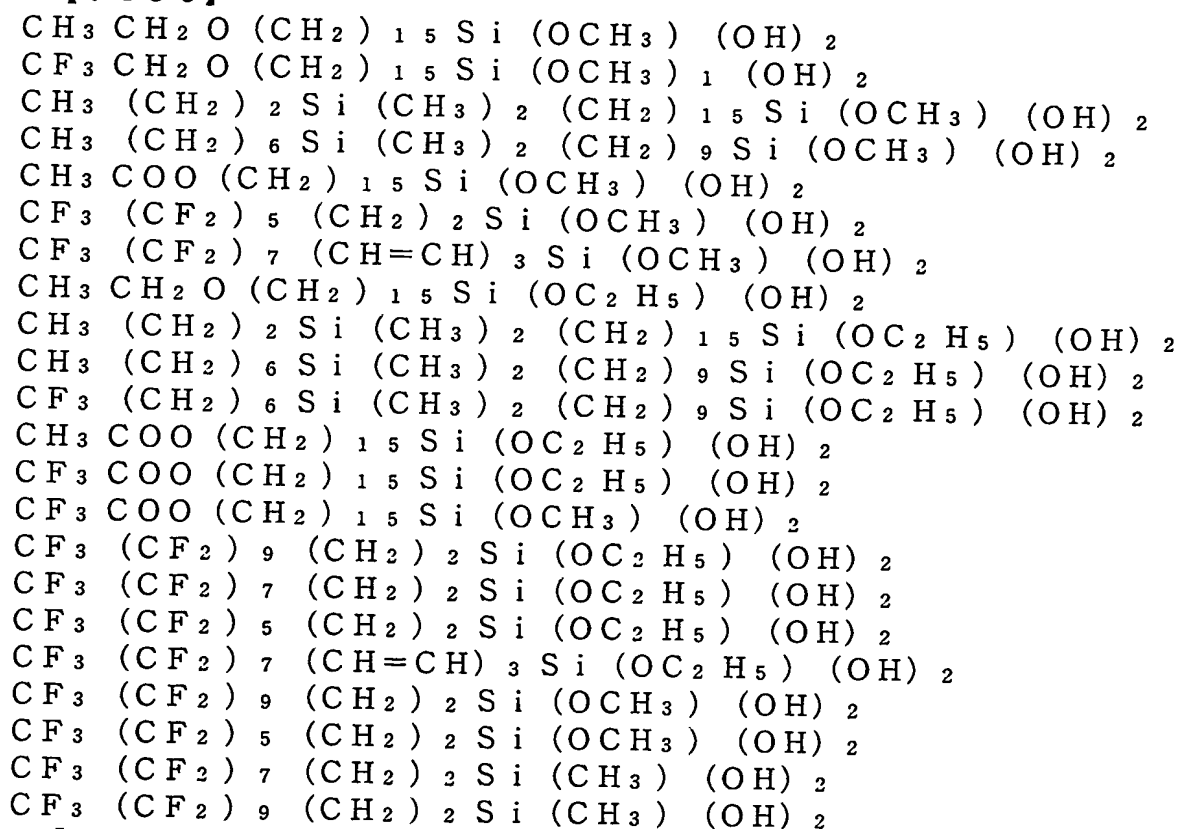 CH₃CH₂O(CH₂)₁₅Si(OCH₃)(OH)₂
CF₃CH₂O(CH₂)₁₅Si(OCH₃)₁(OH)₂
CH₃(CH₂)₂Si(CH₃)₂(CH₂)₁₅Si(OCH₃)(OH)₂
CH₃(CH₂)₆Si(CH₃)₂(CH₂)₉Si(OCH₃)(OH)₂
CH₃COO(CH₂)₁₅Si(OCH₃)(OH)₂
CF₃(CF₂)₅(CH₂)₂Si(OCH₃)(OH)₂
CF₃(CF₂)₇(CH=CH)₃Si(OCH₃)(OH)₂
CH₃CH₂O(CH₂)₁₅Si(OC₂H₅)(OH)₂
CH₃(CH₂)₂Si(CH₃)₂(CH₂)₁₅Si(OC₂H₅)(OH)₂
CH₃(CH₂)₆Si(CH₃)₂(CH₂)₉Si(OC₂H₅)(OH)₂
CF₃(CH₂)₆Si(CH₃)₂(CH₂)₉Si(OC₂H₅)(OH)₂
CH₃COO(CH₂)₁₅Si(OC₂H₅)(OH)₂
CF₃COO(CH₂)₁₅Si(OC₂H₅)(OH)₂
CF₃COO(CH₂)₁₅Si(OCH₃)(OH)₂
CF₃(CF₂)₉(CH₂)₂Si(OC₂H₅)(OH)₂
CF₃(CF₂)₇(CH₂)₂Si(OC₂H₅)(OH)₂
CF₃(CF₂)₅(CH₂)₂Si(OC₂H₅)(OH)₂
CF₃(CF₂)₇(CH=CH)₃Si(OC₂H₅)(OH)₂
CF₃(CF₂)₉(CH₂)₂Si(OCH₃)(OH)₂
CF₃(CF₂)₅(CH₂)₂Si(OCH₃)(OH)₂
CF₃(CF₂)₇(CH₂)₂Si(CH₃)(OH)₂
CF₃(CF₂)₉(CH₂)₂Si(CH₃)(OH)₂